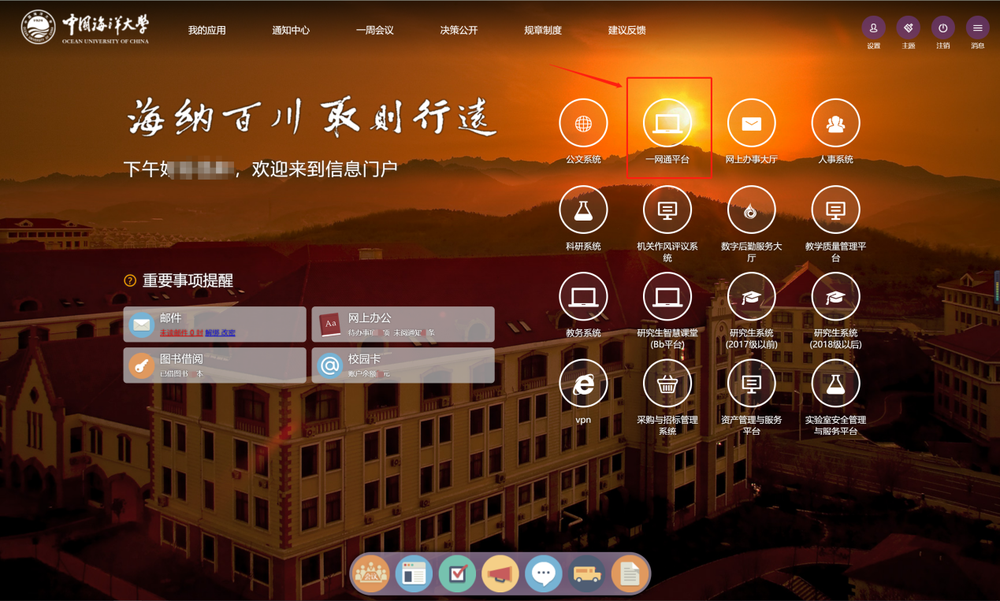 中国海洋大学
OCEAN UNIVERSITY OF CHINA
我的应用 通知中心 一周会议 决策公开 规章制度 建议反馈
设置 主题 注销 消息
海纳百川 取则行远
下午好，欢迎来到信息门户
公文系统 一网通平台 网上办事大厅 人事系统
科研系统 机关作风评议系 数字后勤服务大 教学质量管理平
统 厅 台
教务系统 研究生智慧课堂 研究生系统 研究生系统
(Bb平台) (2017级以前) (2018级以后)
vpn 采购与招标管理 资产管理与服务 实验室安全管理
系统 平台 与服务平台
重要事项提醒
邮件
未读邮件 0 封 解绑 改密
Aa
网上办公
待办事项 项 未阅通知 条
图书借阅
已借图书 本
校园卡
账户余额 元
会议